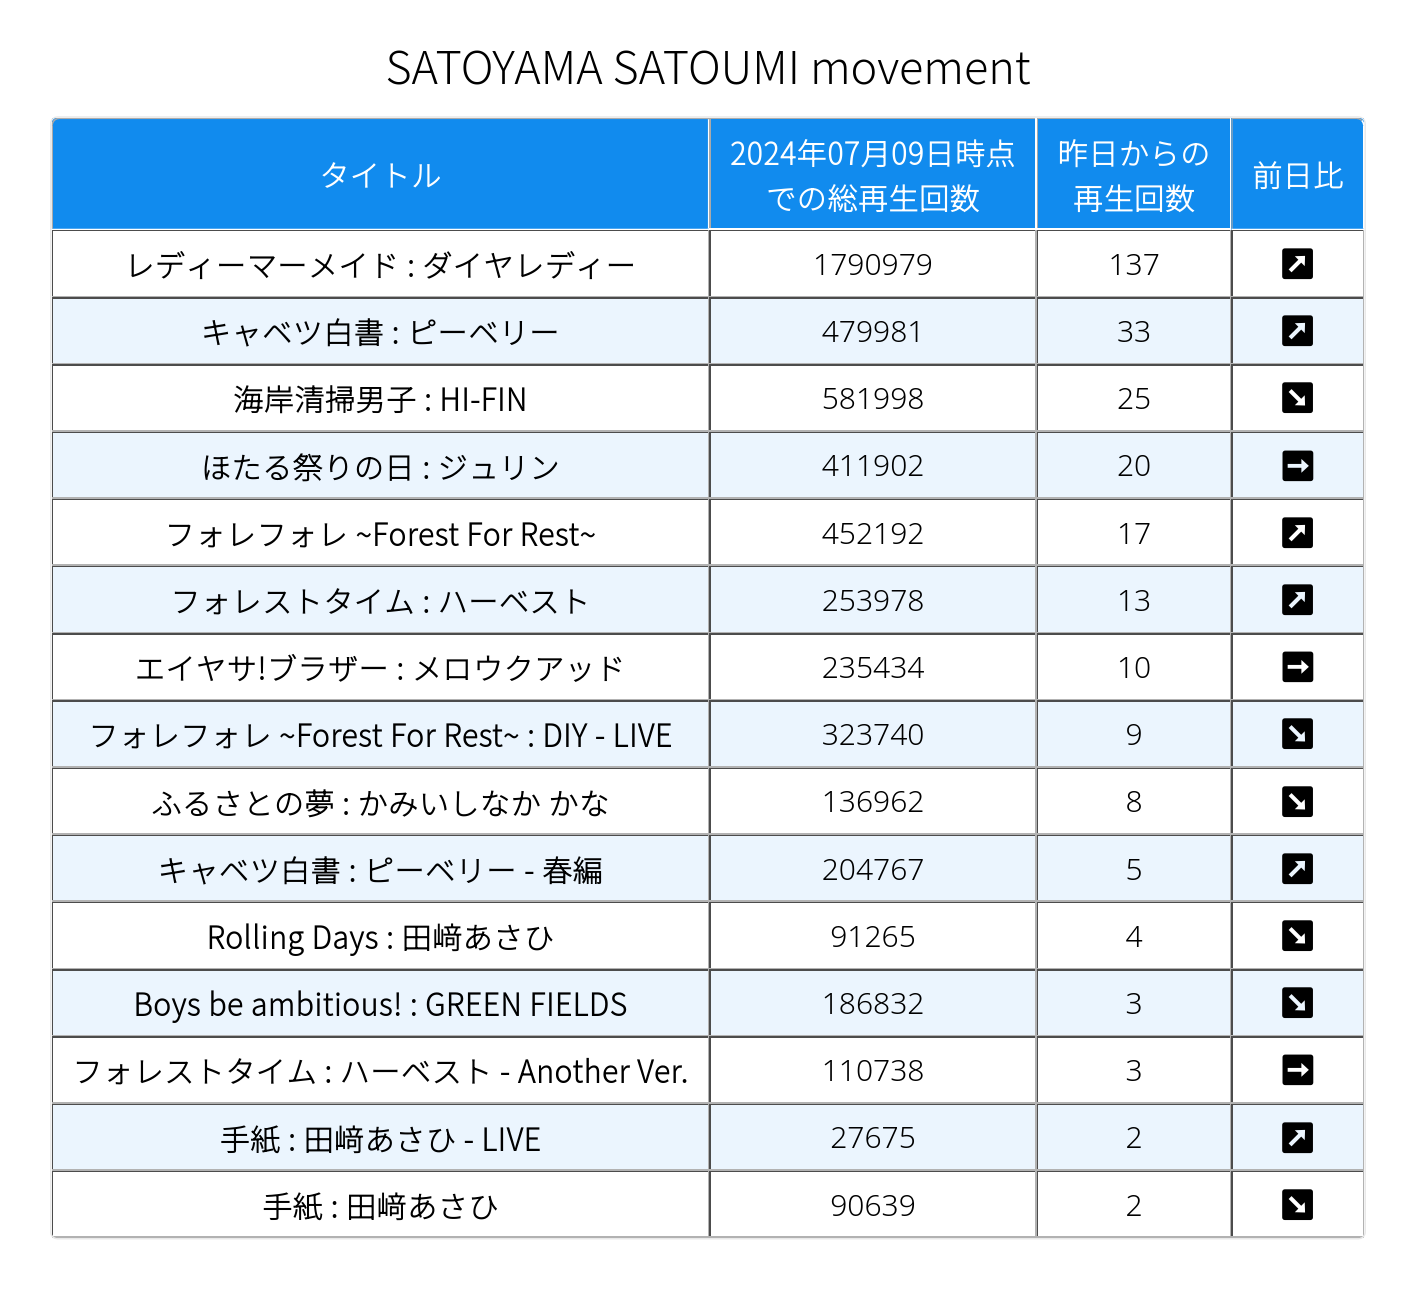 SATOYAMA SATOUMI movement
タイトル 2024年07月09日時点での総再生回数 昨日からの再生回数 前日比
レディーマーメイド : ダイヤレディー 1790979 137 ↗
キャベツ白書 : ピーベリー 479981 33 ↗
海岸清掃男子 : HI-FIN 581998 25 ↘
ほたる祭りの日 : ジュリン 411902 20 →
フォレフォレ ~Forest For Rest~ 452192 17 ↗
フォレストタイム : ハーベスト 253978 13 ↗
エイヤサ!ブラザー : メロウクアッド 235434 10 →
フォレフォレ ~Forest For Rest~ : DIY - LIVE 323740 9 ↘
ふるさとの夢 : かみいしなか かな 136962 8 ↘
キャベツ白書 : ピーベリー - 春編 204767 5 ↗
Rolling Days : 田﨑あさひ 91265 4 ↘
Boys be ambitious! : GREEN FIELDS 186832 3 ↘
フォレストタイム : ハーベスト - Another Ver. 110738 3 →
手紙 : 田﨑あさひ - LIVE 27675 2 ↗
手紙 : 田﨑あさひ 90639 2 ↘